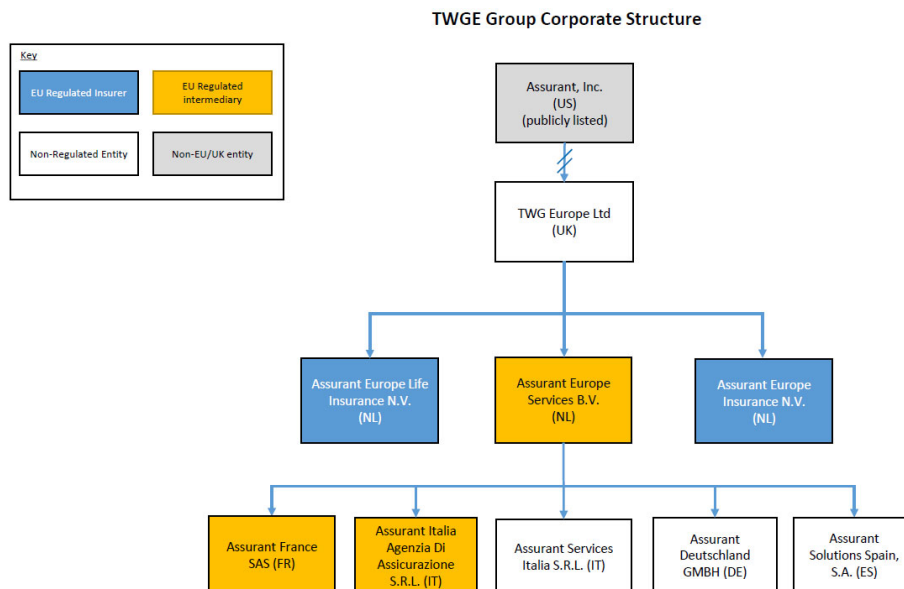 TWGE Group Corporate Structure
Key
EU Regulated Insurer
EU Regulated
intermediary
Non-Regulated Entity
Non-EU/UK entity
Assurant, Inc.
(US)
(publicly listed)
TWG Europe Ltd
(UK)
Assurant Europe Life
Insurance N.V.
(NL)
Assurant Europe
Services B.V.
(NL)
Assurant Europe
Insurance N.V.
(NL)
Assurant France
SAS (FR)
Assurant Italia
Agenzia Di
Assicurazione
S.R.L. (IT)
Assurant Services
Italia S.R.L. (IT)
Assurant
Deutschland
GMBH (DE)
Assurant
Solutions Spain,
S.A. (ES)